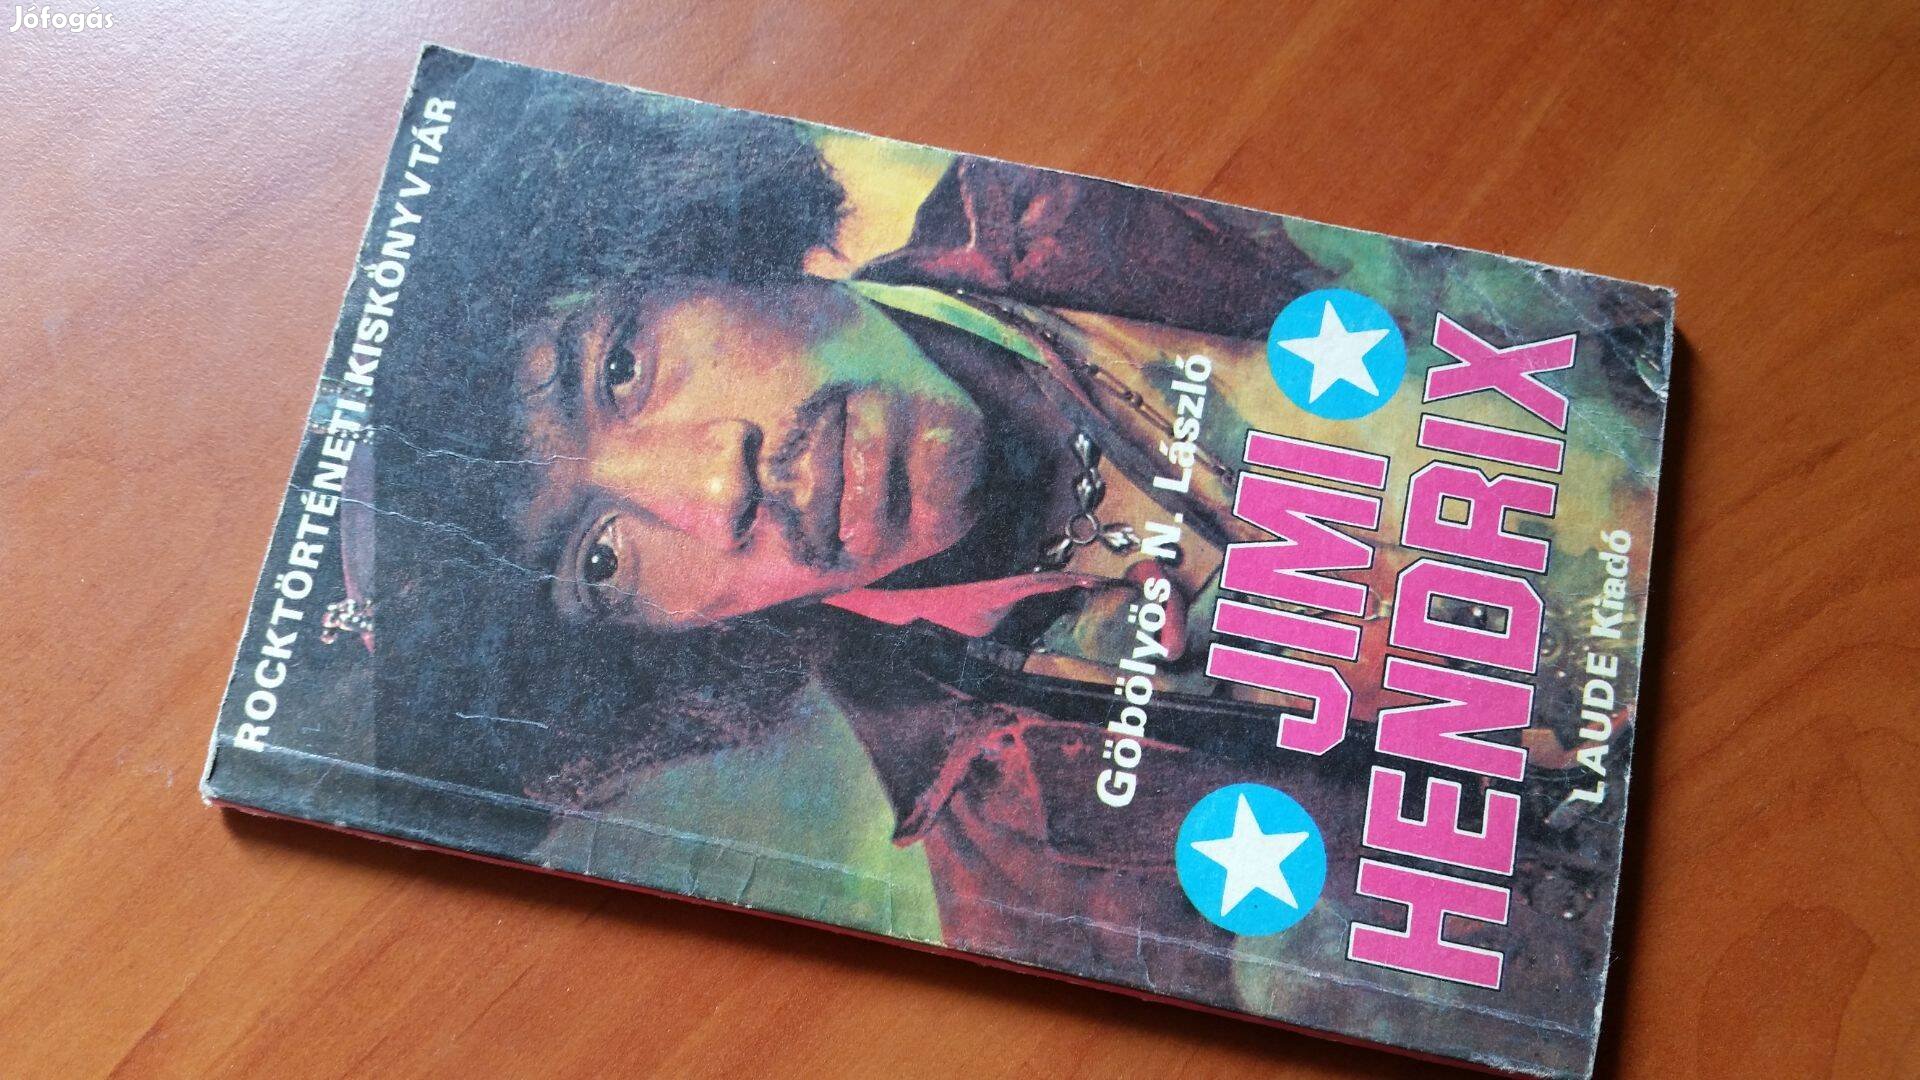 Jófogás
ROCKTÖRTÉNETI KISKÖNYVTÁR
Göbölyös N. László
JIMI
HENDRIX
LAUDE Kiadó